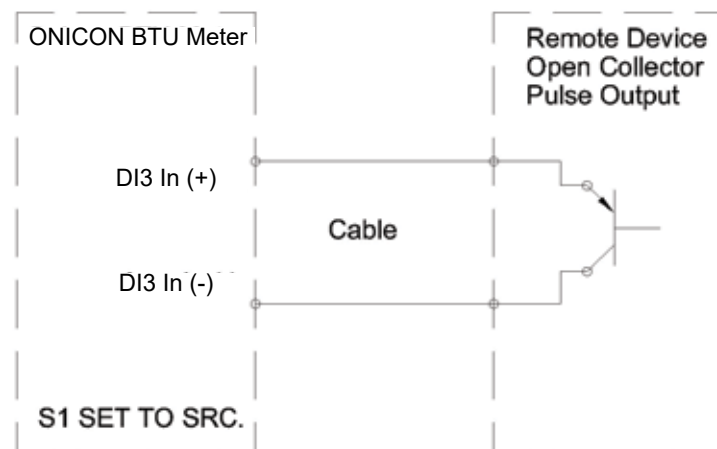 ONICON BTU Meter
Remote Device
Open Collector
Pulse Output
DI3 In (+)
Cable
DI3 In (-)
S1 SET TO SRC.